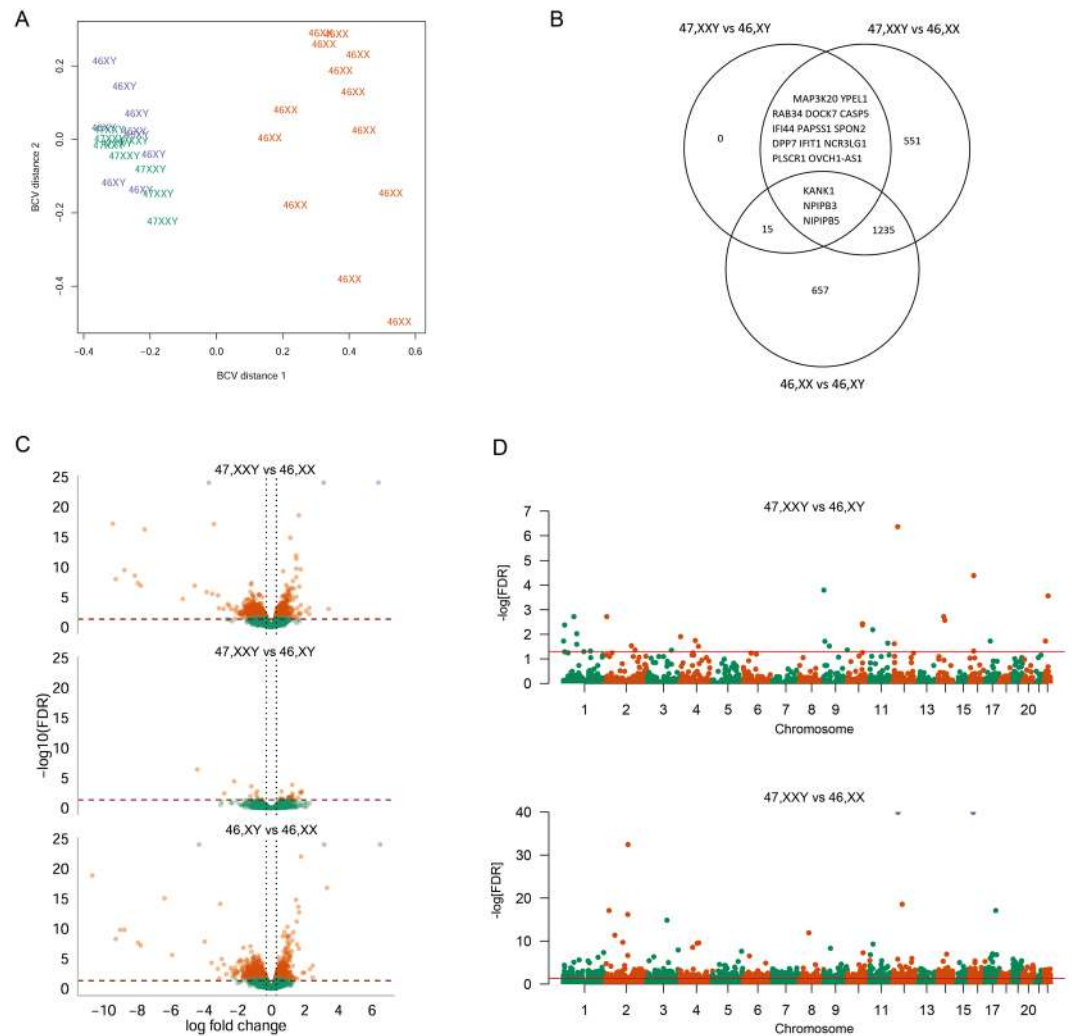 A
0.2
0.0
−0.2
−0.4
BCV distance 2
46XY
46XY
46XY
46XY
46XY
46XY
46XY
47XXY
47XXY
47XXY
47XXY
47XXY
46XX
46XX
46XX
46XX
46XX
46XX
46XX
46XX
46XX
46XX
46XX
46XX
46XX
−0.4
−0.2
0.0
0.2
0.4
0.6
BCV distance 1
B
47,XXY vs 46,XY
47,XXY vs 46,XX
MAP3K20 YPEL1
RAB34 DOCK7 CASP5
IFI44 PAPSS1 SPON2
DPP7 IFIT1 NCR3LG1
PLSCR1 OVCH1-AS1
0
551
KANK1
NPIPB3
NIPIPB5
15
1235
657
46,XX vs 46,XY
C
47,XXY vs 46,XX
25
20
15
10
5
0
47,XXY vs 46,XY
25
20
15
10
5
0
46,XY vs 46,XX
25
20
15
10
5
0
−log10(FDR)
−10 −8 −6 −4 −2 0 2 4 6
log fold change
D
47,XXY vs 46,XY
7
6
5
4
3
2
1
0
-log[FDR]
1 2 3 4 5 6 7 8 9 11 13 15 17 20
Chromosome
47,XXY vs 46,XX
40
30
20
10
0
-log[FDR]
1 2 3 4 5 6 7 8 9 11 13 15 17 20
Chromosome